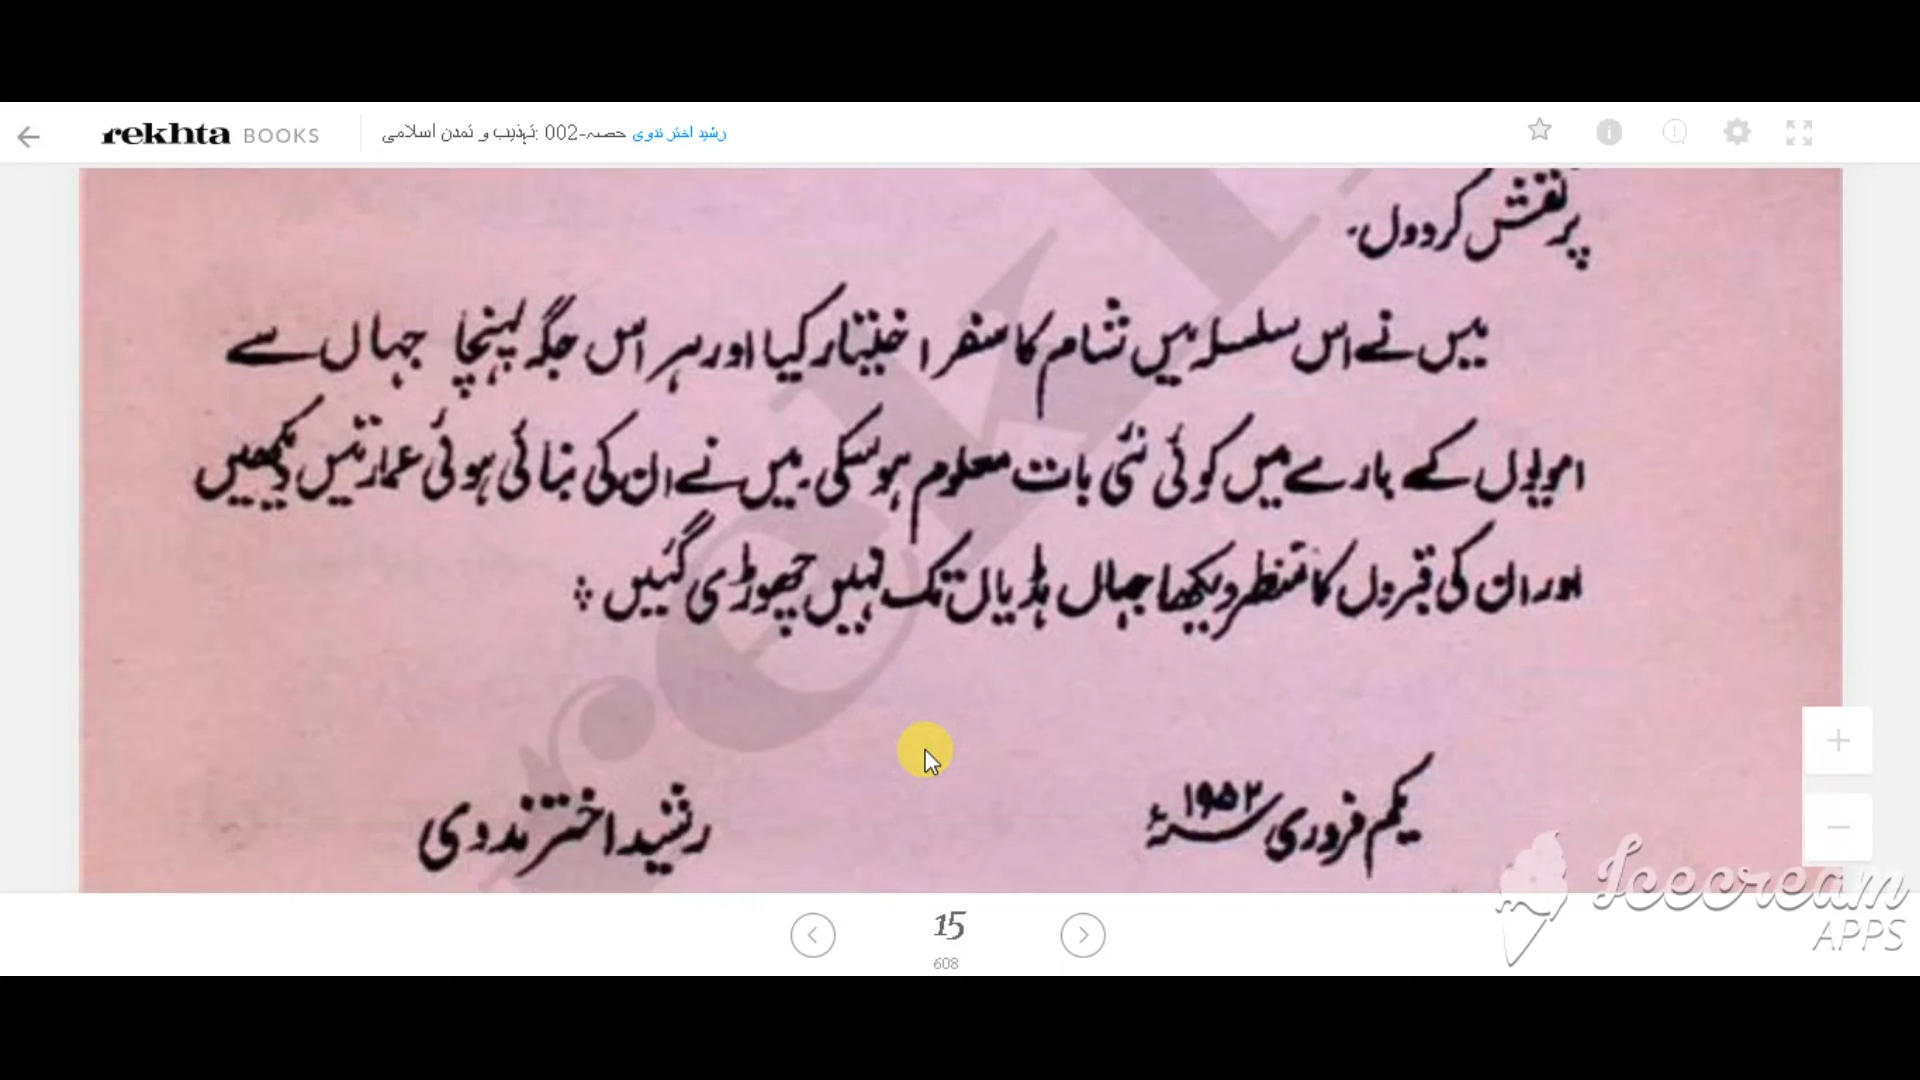 rekhta BOOKS
تہذیب و تمدن اسلامی: حصہ-002 رشید اختر ندوی
پر نقش کر دوں۔
میں نے اس سلسلہ میں شام کا سفر اختیار کیا اور ہر اس جگہ پہنچا جہاں سے
امویوں کے بارے میں کوئی نئی بات معلوم ہو سکی۔ میں نے ان کی بنائی ہوئی عمارتیں دیکھیں
اور ان کی قبروں کا منظر دیکھا جہاں ہڈیاں تک نہیں چھوڑی گئیں
یکم فروری ۱۹۵۲ء
رشید اختر ندوی
rekh
15
608
Icecream
APPS